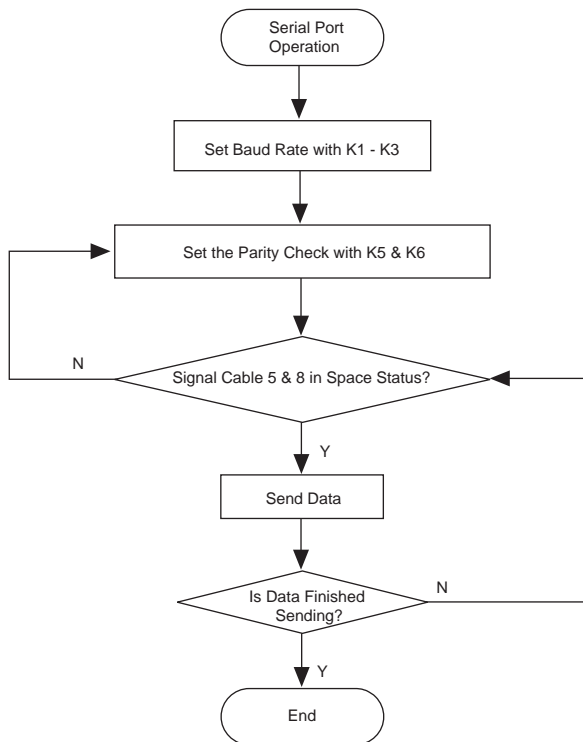 Serial Port
Operation
Set Baud Rate with K1 - K3
Set the Parity Check with K5 & K6
N
Signal Cable 5 & 8 in Space Status?
Y
Send Data
Is Data Finished
Sending?
N
Y
End